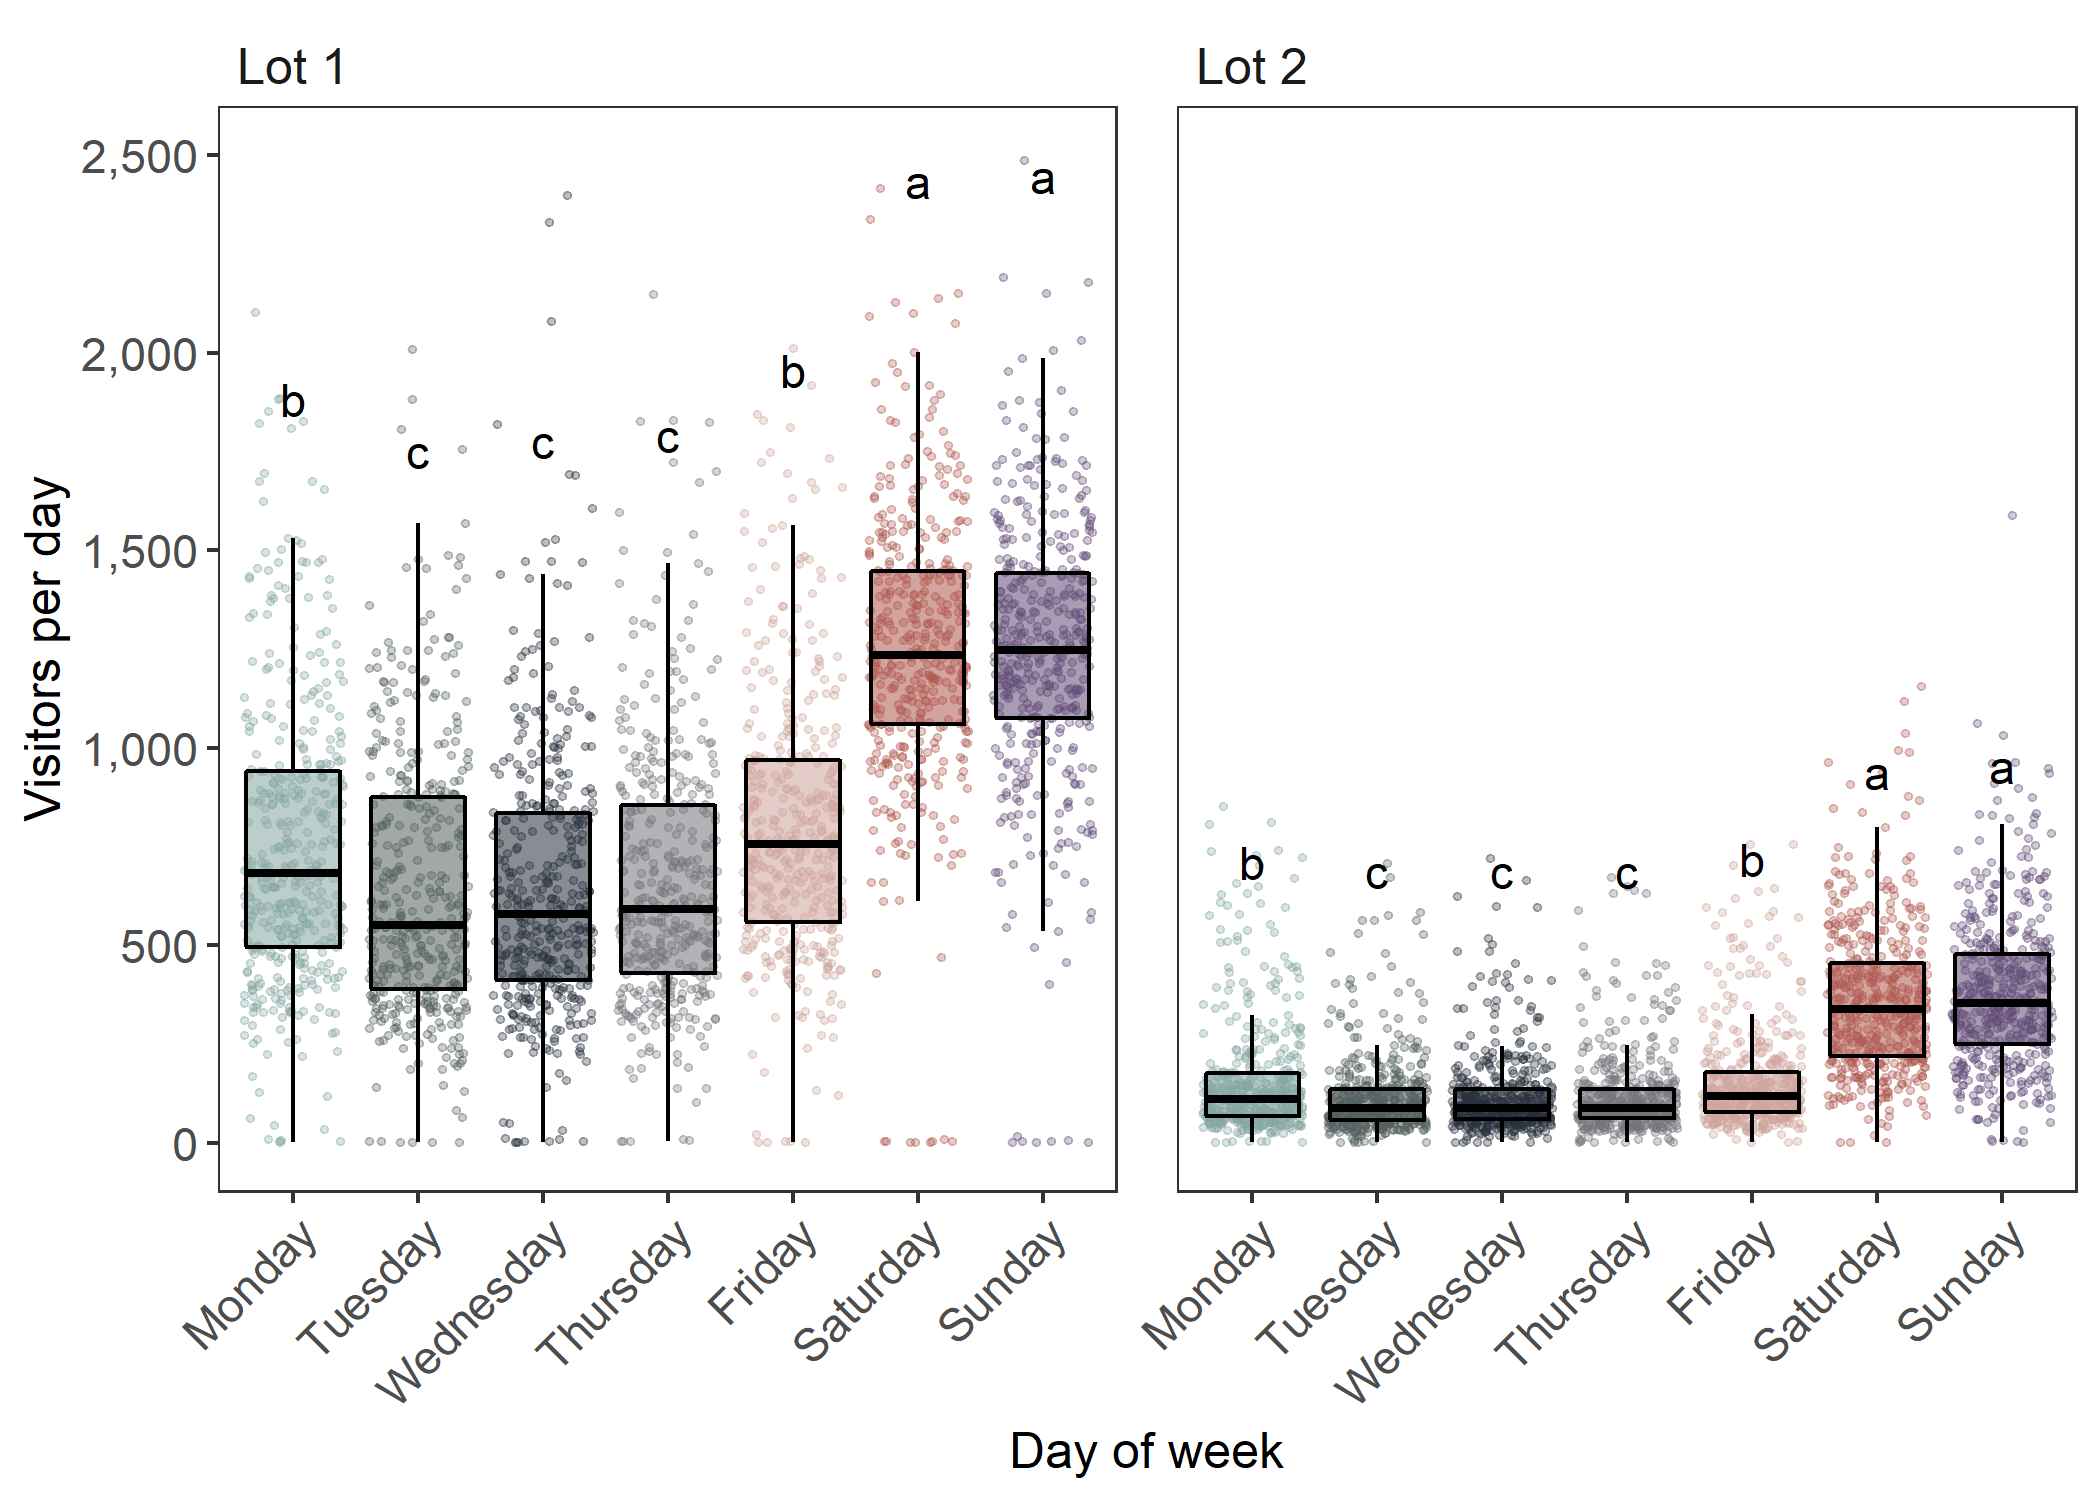 Lot 1
Lot 2
Visitors per day
2,500
2,000
1,500
1,000
500
0
b
c
c
c
b
a
a
b
c
c
c
b
a
a
Monday
Tuesday
Wednesday
Thursday
Friday
Saturday
Sunday
Monday
Tuesday
Wednesday
Thursday
Friday
Saturday
Sunday
Day of week